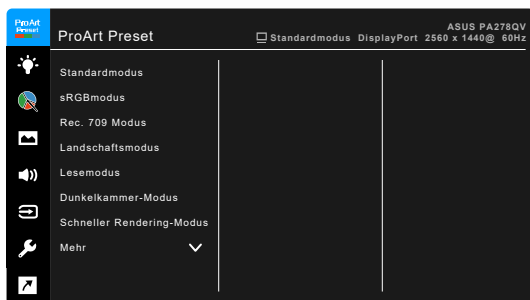 ProArt
Preset
ProArt Preset
ASUS PA278QV
Standardmodus DisplayPort 2560 x 1440@ 60Hz
Standardmodus
sRGBmodus
Rec. 709 Modus
Landschaftsmodus
Lesemodus
Dunkelkammer-Modus
Schneller Rendering-Modus
Mehr